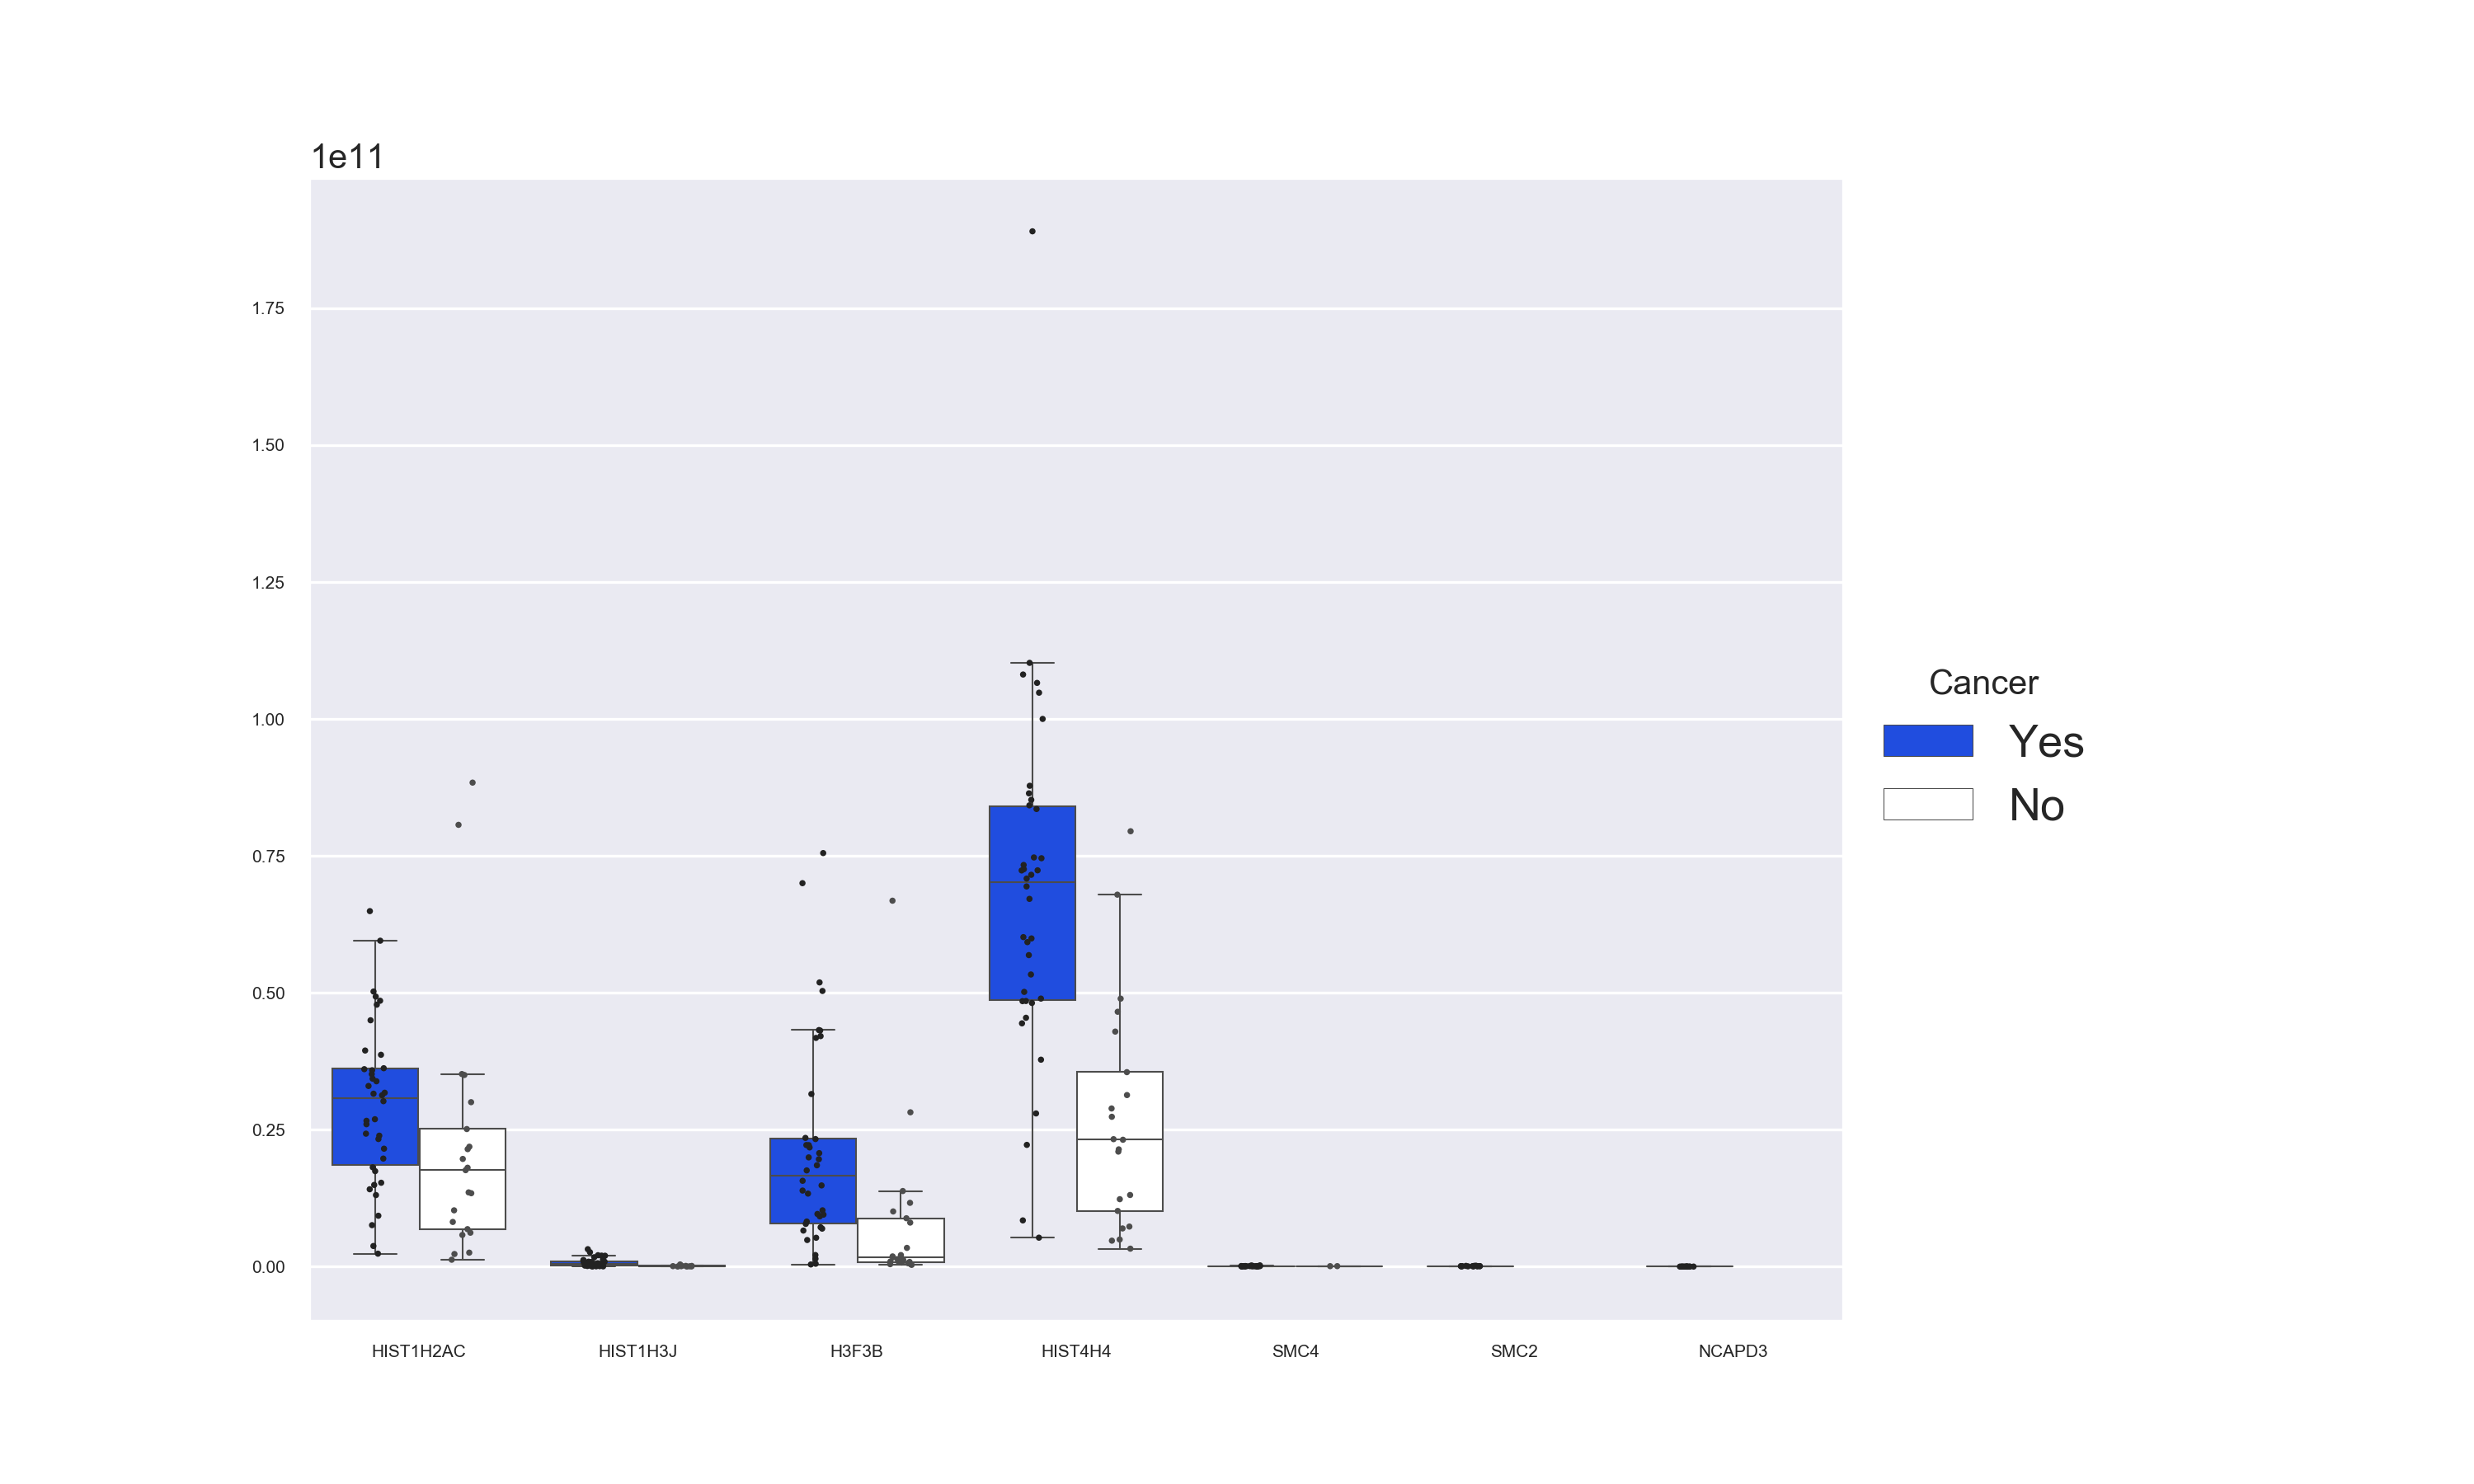 1e11
1.75
1.50
1.25
1.00
0.75
0.50
0.25
0.00
HIST1H2AC HIST1H3J H3F3B HIST4H4 SMC4 SMC2 NCAPD3
Cancer
Yes
No